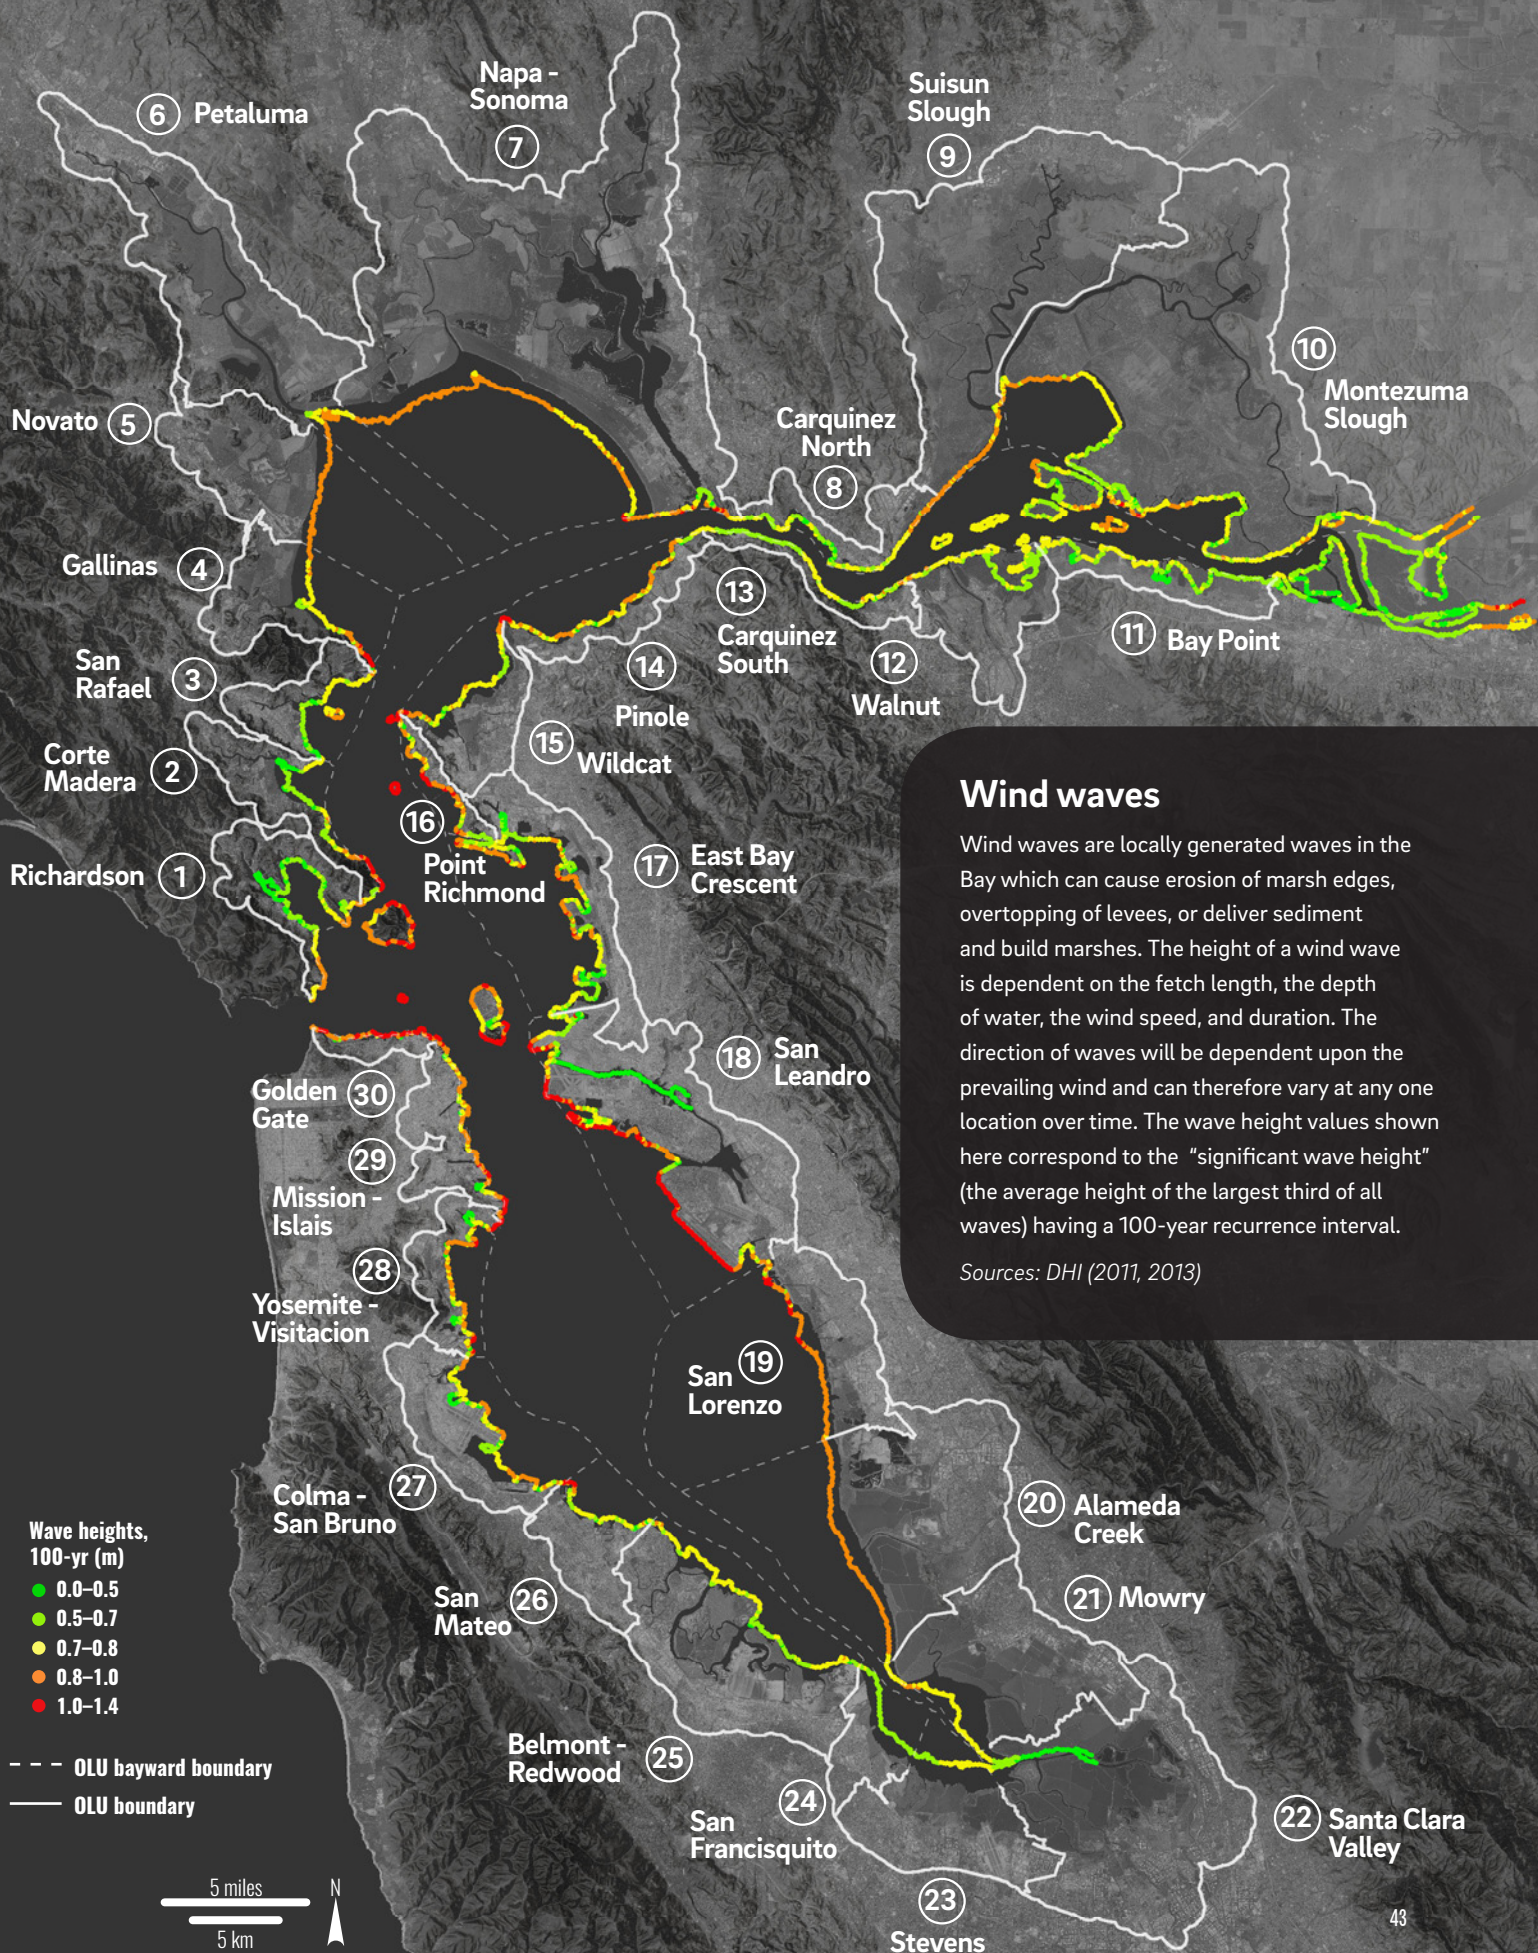 Napa -
Sonoma
7
6 Petaluma
Suisun
Slough
9
10
Montezuma
Slough
Novato 5
Carquinez
North
8
Gallinas 4
13
Carquinez
South
11 Bay Point
San
Rafael 3
14
Pinole
12
Walnut
15
Wildcat
Corte
Madera 2
16
Point
Richmond
Richardson 1
17 East Bay
Crescent
Wind waves
Wind waves are locally generated waves in the
Bay which can cause erosion of marsh edges,
overtopping of levees, or deliver sediment
and build marshes. The height of a wind wave
is dependent on the fetch length, the depth
of water, the wind speed, and duration. The
direction of waves will be dependent upon the
prevailing wind and can therefore vary at any one
location over time. The wave height values shown
here correspond to the “significant wave height”
(the average height of the largest third of all
waves) having a 100-year recurrence interval.
Sources: DHI (2011, 2013)
18 San
Leandro
Golden
Gate 30
29
Mission -
Islais
28
Yosemite -
Visitacion
San 19
Lorenzo
27
Colma -
San Bruno
20 Alameda
Creek
21 Mowry
San
Mateo 26
Belmont -
Redwood 25
24
San
Francisquito
22 Santa Clara
Valley
23
Stevens
Wave heights,
100-yr (m)
0.0–0.5
0.5–0.7
0.7–0.8
0.8–1.0
1.0–1.4
OLU bayward boundary
OLU boundary
5 miles
5 km
N
43